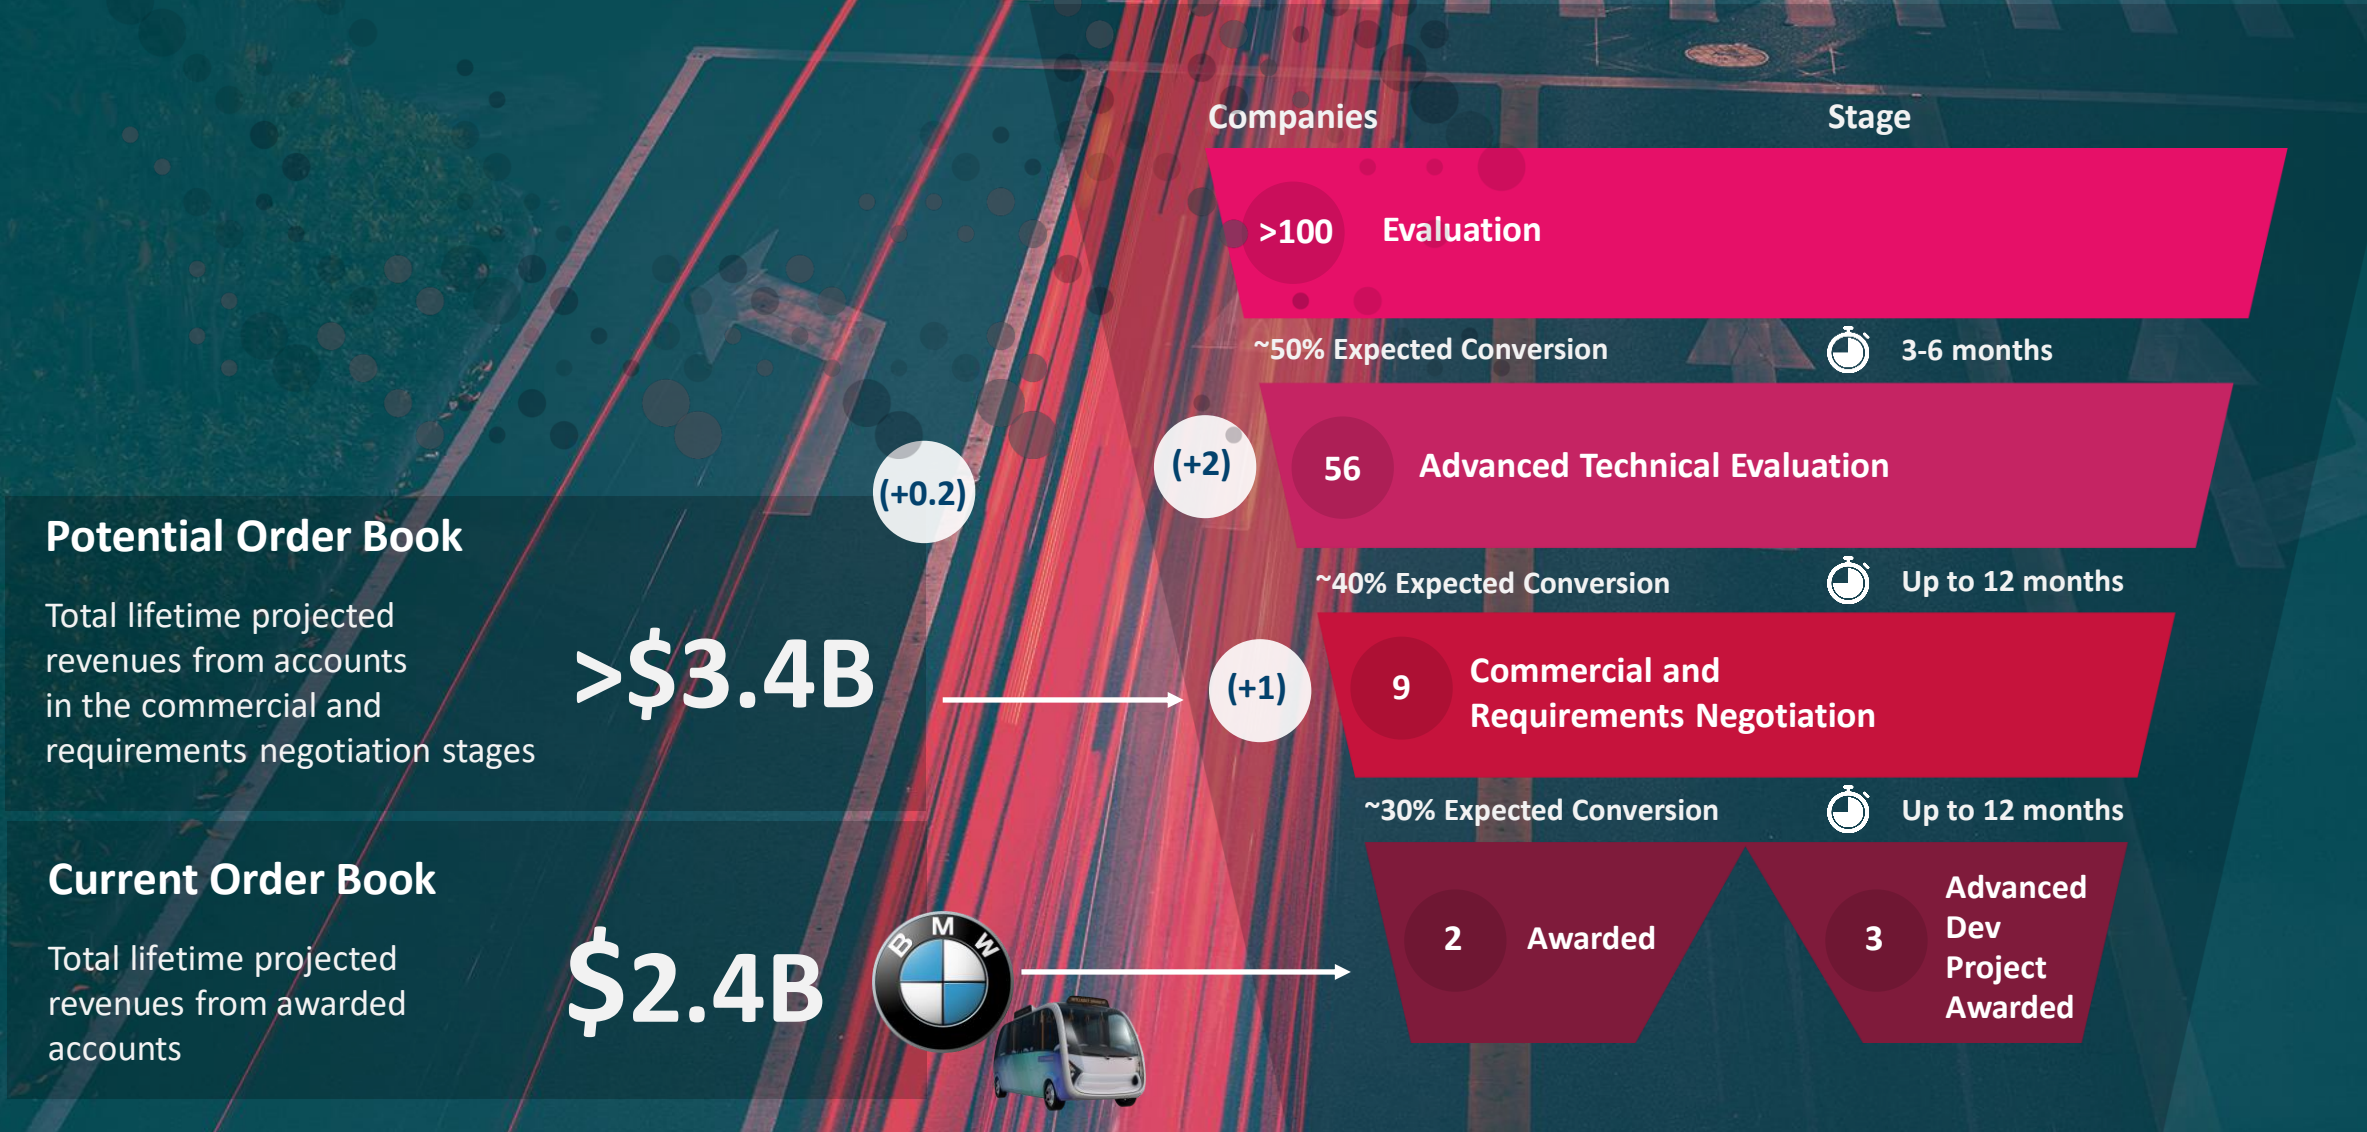 Companies
Stage
>100
Evaluation
~50% Expected Conversion
3-6 months
(+2)
56
Advanced Technical Evaluation
~40% Expected Conversion
Up to 12 months
(+0.2)
Potential Order Book
Total lifetime projected
revenues from accounts
in the commercial and
requirements negotiation stages
>$3.4B
(+1)
9
Commercial and
Requirements Negotiation
~30% Expected Conversion
Up to 12 months
Current Order Book
Total lifetime projected
revenues from awarded
accounts
$2.4B
BMW
2
Awarded
3
Advanced
Dev
Project
Awarded